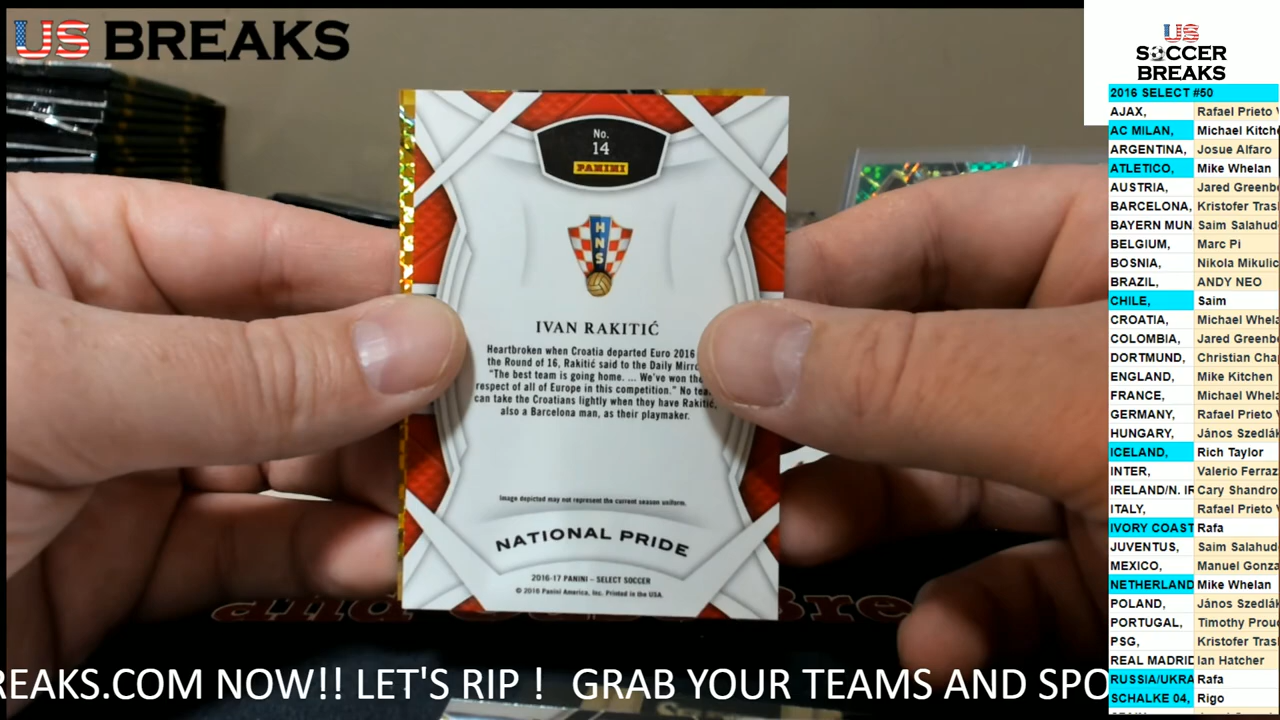 US BREAKS
No.
14
PANINI
HNS
IVAN RAKITIĆ
Heartbroken when Croatia departed Euro 2016
the Round of 16, Rakitić said to the Daily
"The best team is going home. ... We've won
respect of all of Europe in this competition." No
can take the Croatians lightly when they have Rakitić,
also a Barcelona man, as their playmaker.
Image depicted may not represent the current season uniform.
NATIONAL PRIDE
2016-17 PANINI – SELECT SOCCER
© 2016 Panini America, Inc. Printed in the USA.
and
Bre
BREAKS.COM NOW!! LET'S RIP ! GRAB YOUR TEAMS AND SPO
US
SOCCER
BREAKS
2016 SELECT #50
AJAX, Rafael Prieto V
AC MILAN, Michael Kitche
ARGENTINA, Josue Alfaro
ATLETICO, Mike Whelan
AUSTRIA, Jared Greenb
BARCELONA, Kristofer Tras
BAYERN MUN Saim Salahud
BELGIUM, Marc Pi
BOSNIA, Nikola Mikulic
BRAZIL, ANDY NEO
CHILE, Saim
CROATIA, Michael Whela
COLOMBIA, Jared Greenb
DORTMUND, Christian Cha
ENGLAND, Mike Kitchen
FRANCE, Michael Whela
GERMANY, Rafael Prieto V
HUNGARY, János Szedlák
ICELAND, Rich Taylor
INTER, Valerio Ferraz
IRELAND/N. IR Cary Shandro
ITALY, Rafael Prieto V
IVORY COAST Rafa
JUVENTUS, Saim Salahud
MEXICO, Manuel Gonza
NETHERLAND Mike Whelan
POLAND, János Szedlák
PORTUGAL, Timothy Prou
PSG, Kristofer Tras
REAL MADRID Ian Hatcher
RUSSIA/UKRA Rafa
SCHALKE 04, Rigo